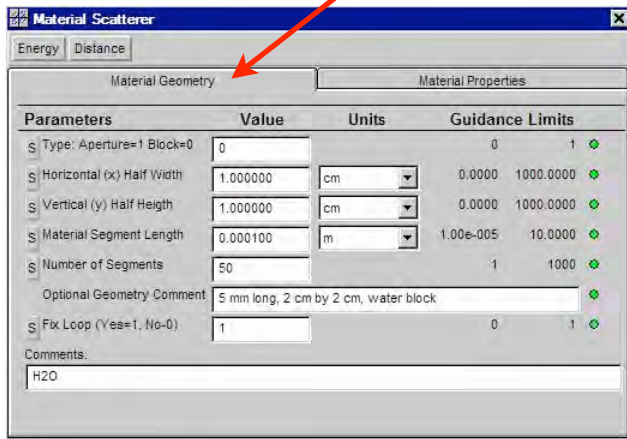 Material Scatterer
Energy Distance
Material Geometry Material Properties
Parameters Value Units Guidance Limits
S Type: Aperture=1 Block=0 0 0 1
S Horizontal (x) Half Width 1.000000 cm 0.0000 1000.0000
S Vertical (y) Half Heigth 1.000000 cm 0.0000 1000.0000
S Material Segment Length 0.000100 m 1.00e-005 10.0000
S Number of Segments 50 1 1000
Optional Geometry Comment 5 mm long, 2 cm by 2 cm, water block
S Fix Loop (Yes=1, No-0) 1 0 1
Comments:
H2O